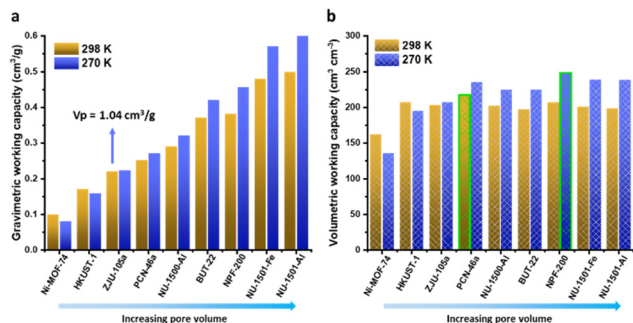 a
Gravimetric working capacity (cm³/g)
0.6
0.5
0.4
0.3
0.2
0.1
0.0
298 K
270 K
Vp = 1.04 cm³/g
Ni-MOF-74
HKUST-1
ZJU-105a
PCN-46a
NU-1500-Al
BUT-22
NPF-200
NU-1501-Fe
NU-1501-Al
Increasing pore volume
b
Volumetric working capacity (cm³ cm⁻³)
300
250
200
150
100
50
0
298 K
270 K
Ni-MOF-74
HKUST-1
ZJU-105a
PCN-46a
NU-1500-Al
BUT-22
NPF-200
NU-1501-Fe
NU-1501-Al
Increasing pore volume